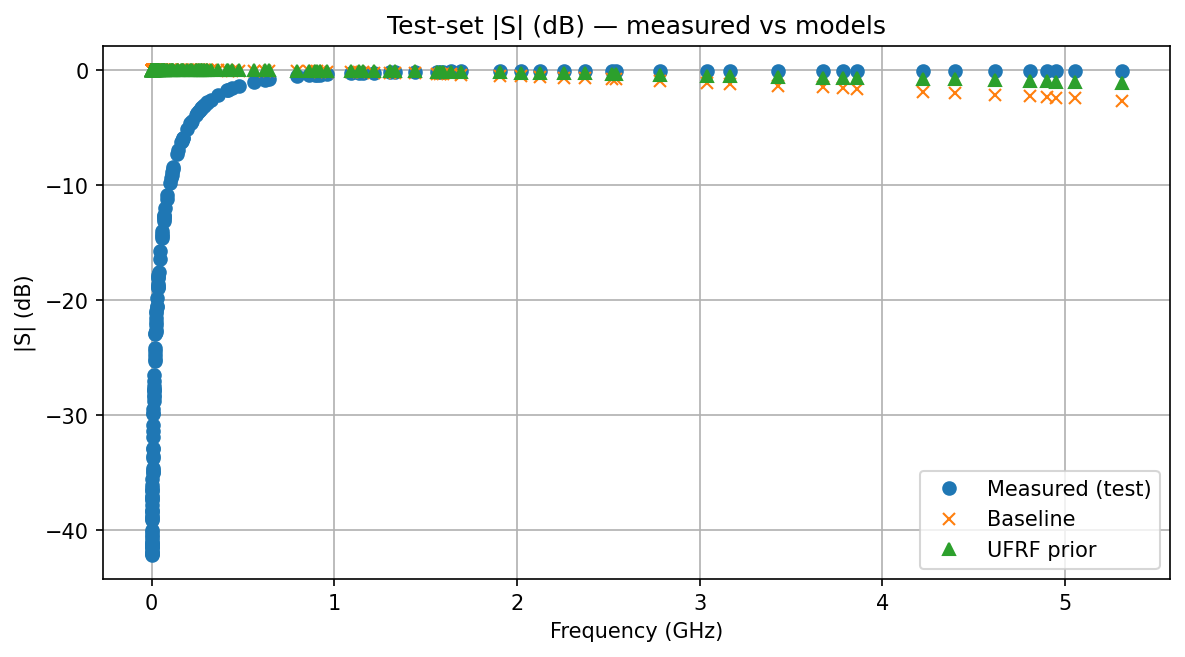 Test-set |S| (dB) — measured vs models
0
−10
−20
−30
−40
|S| (dB)
0 1 2 3 4 5
Frequency (GHz)
Measured (test)
Baseline
UFRF prior